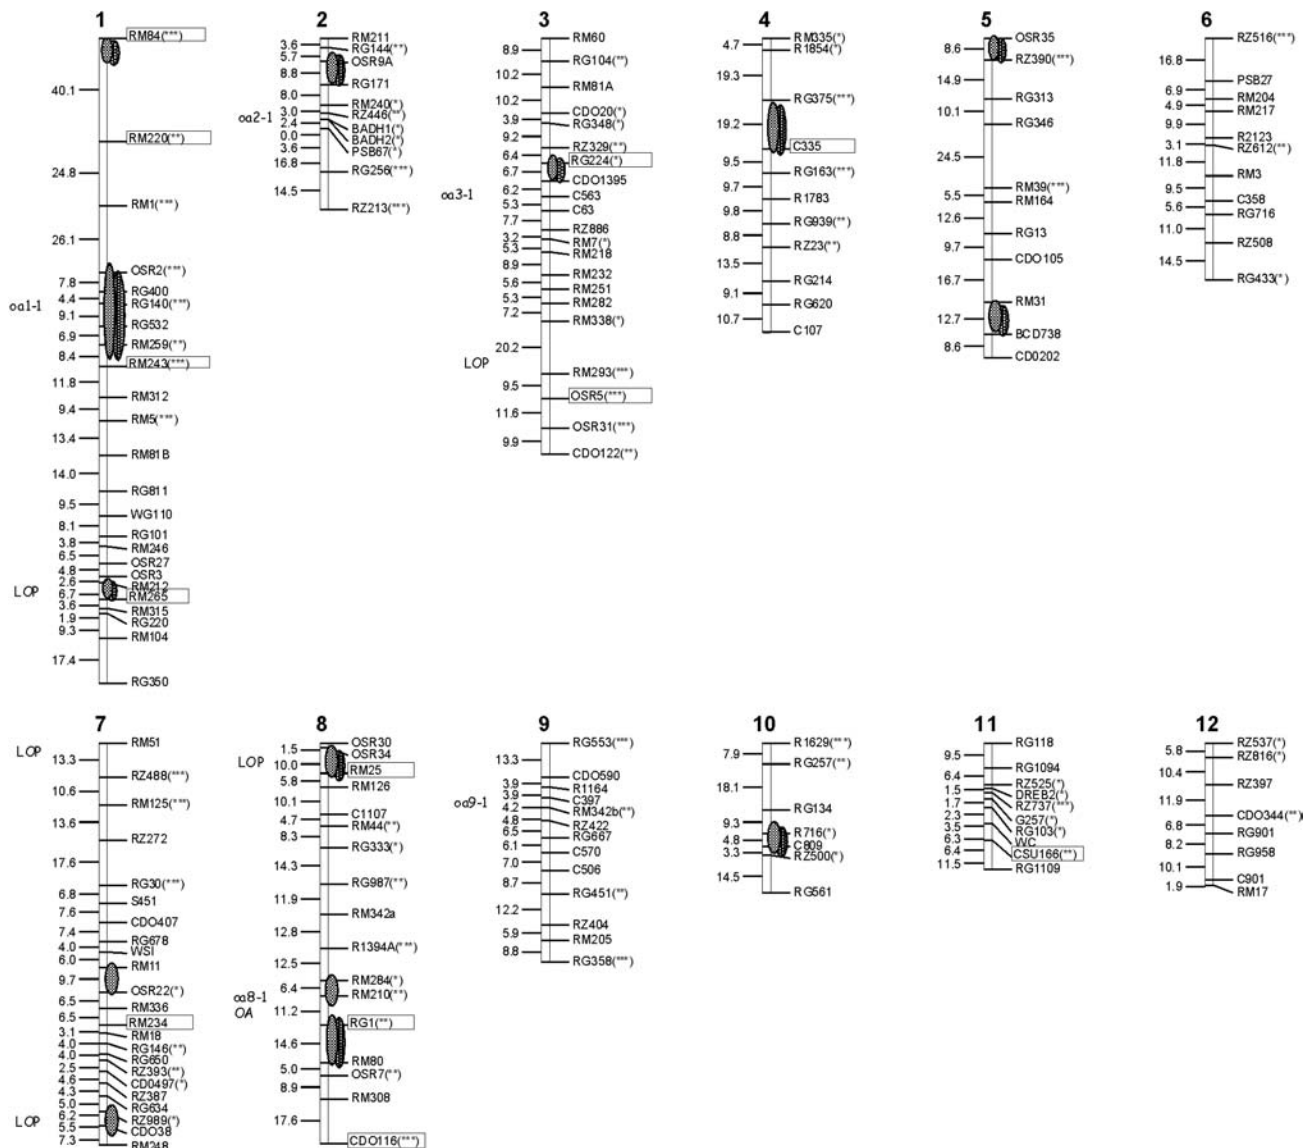 1
RM84(***)
40.1
RM220(**)
24.8
RM1(***)
26.1
OSR2(***)
7.8
RG400
4.4
oa1-1
RG140(***)
9.1
RG532
6.9
RM259(**)
8.4
RM243(***)
11.8
RM312
9.4
RM5(***)
13.4
RM81B
14.0
RG811
9.5
WG110
8.1
RG101
3.8
RM246
6.5
OSR27
4.8
OSR3
2.6
RM212
LOP
6.7
RM265
3.6
RM315
1.9
RG220
9.3
RM104
17.4
RG350
2
RM211
3.6
RG144(**)
5.7
OSR9A
8.8
RG171
8.0
RM240(*)
oa2-1
3.0
RZ446(**)
2.4
BADH1(*)
0.0
BADH2(*)
3.6
PSB67(*)
16.8
RG256(***)
14.5
RZ213(***)
3
RM60
8.9
RG104(**)
10.2
RM81A
10.2
CDO20(*)
3.9
RG348(*)
9.2
RZ329(**)
6.4
RG224(*)
6.7
CDO1395
oa3-1
6.2
C563
5.3
C63
7.7
RZ886
3.2
RM7(*)
5.3
RM218
8.9
RM232
5.6
RM251
5.3
RM282
7.2
RM338(*)
20.2
LOP
RM293(***)
9.5
OSR5(***)
11.6
OSR31(***)
9.9
CDO122(**)
4
RM335(*)
4.7
R1854(*)
19.3
RG375(***)
19.2
C335
9.5
RG163(***)
9.7
R1783
9.8
RG939(**)
8.8
RZ23(**)
13.5
RG214
9.1
RG620
10.7
C107
5
OSR35
8.6
RZ390(***)
14.9
RG313
10.1
RG346
24.5
RM39(***)
5.5
RM164
12.6
RG13
9.7
CDO105
16.7
RM31
12.7
BCD738
8.6
CD0202
6
RZ516(***)
16.8
PSB27
6.9
RM204
4.9
RM217
9.9
R2123
3.1
RZ612(**)
11.8
RM3
9.5
C358
5.6
RG716
11.0
RZ508
14.5
RG433(*)
7
RM51
LOP
13.3
RZ488(***)
10.6
RM125(***)
13.6
RZ272
17.6
RG30(***)
6.8
S451
7.6
CDO407
7.4
RG678
4.0
WSI
6.0
RM11
9.7
OSR22(*)
6.5
RM336
6.5
RM234
3.1
RM18
4.0
RG146(**)
4.0
RG650
2.5
RZ393(**)
4.6
CD0497(*)
4.3
RZ387
5.0
RG634
6.2
RZ989(*)
LOP
5.5
CDO38
7.3
RM248
8
OSR30
1.5
OSR34
LOP
10.0
RM25
5.8
RM126
10.1
C1107
4.7
RM44(**)
8.3
RG333(*)
14.3
RG987(**)
11.9
RM342a
12.8
R1394A(***)
12.5
RM284(*)
6.4
oa8-1
RM210(**)
OA
11.2
RG1(**)
14.6
RM80
5.0
OSR7(**)
8.9
RM308
17.6
CDO116(***)
9
RG553(***)
13.3
CDO590
3.9
R1164
3.9
C397
oa9-1
4.2
RM342b(**)
4.8
RZ422
6.5
RG667
6.1
C570
7.0
C506
8.7
RG451(**)
12.2
RZ404
5.9
RM205
8.8
RG358(***)
10
R1629(***)
7.9
RG257(**)
18.1
RG134
9.3
R716(*)
4.8
C809
3.3
RZ500(*)
14.5
RG561
11
RG118
9.5
RG1094
6.4
RZ525(*)
1.5
DREB2(*)
1.7
RZ737(***)
2.3
G257(*)
3.5
RG103(*)
6.3
WC
6.4
CSU166(**)
11.5
RG1109
12
RZ537(*)
5.8
RZ816(*)
10.4
RZ397
11.9
CDO344(**)
6.8
RG901
8.2
RG958
10.1
C901
1.9
RM17